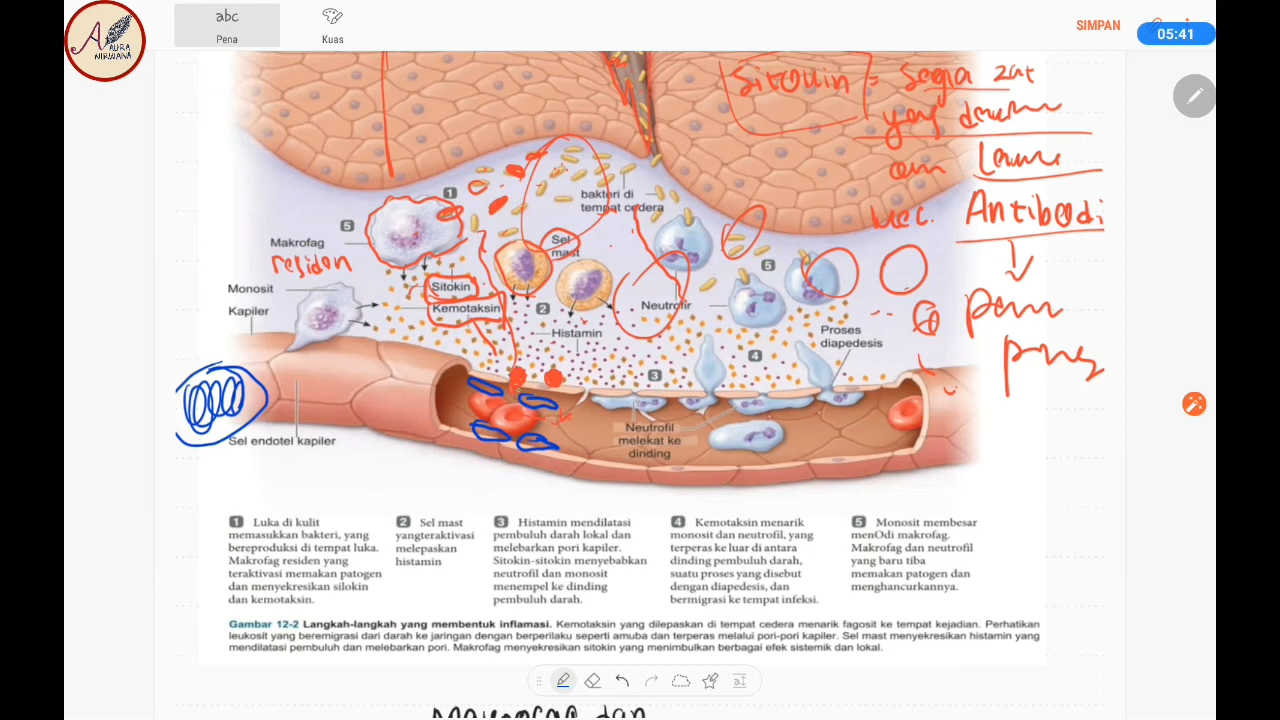 AURA
NIRWANA
abc
Pena
Kuas
SIMPAN
05:41
segala zat
yang
Antibodi
1
bakteri di
tempat cedera
5
Makrofag
residen
Sel
mast
Sitokin
Monosit
Kemotaksin
Neutrofil
5
Kapiler
2
Histamin
Proses
diapedesis
4
3
Neutrofil
melekat ke
dinding
Sel endotel kapiler
1 Luka di kulit
memasukkan bakteri, yang
bereproduksi di tempat luka.
Makrofag residen yang
teraktivasi memakan patogen
dan menyekresikan silokin
dan kemotaksin.
2 Sel mast
yangteraktivasi
melepaskan
histamin
3 Histamin mendilatasi
pembuluh darah lokal dan
melebarkan pori kapiler.
Sitokin-sitokin menyebabkan
neutrofil dan monosit
menempel ke dinding
pembuluh darah.
4 Kemotaksin menarik
monosit dan neutrofil, yang
terperas ke luar di antara
dinding pembuluh darah,
suatu proses yang disebut
dengan diapedesis, dan
bermigrasi ke tempat infeksi.
5 Monosit membesar
menOdi makrofag.
Makrofag dan neutrofil
yang baru tiba
memakan patogen dan
menghancurkannya.
Gambar 12-2 Langkah-langkah yang membentuk inflamasi. Kemotaksin yang dilepaskan di tempat cedera menarik fagosit ke tempat kejadian. Perhatikan
leukosit yang beremigrasi dari darah ke jaringan dengan berperilaku seperti amuba dan terperas melalui pori-pori kapiler. Sel mast menyekresikan histamin yang
mendilatasi pembuluh dan melebarkan pori. Makrofag menyekresikan sitokin yang menimbulkan berbagai efek sistemik dan lokal.